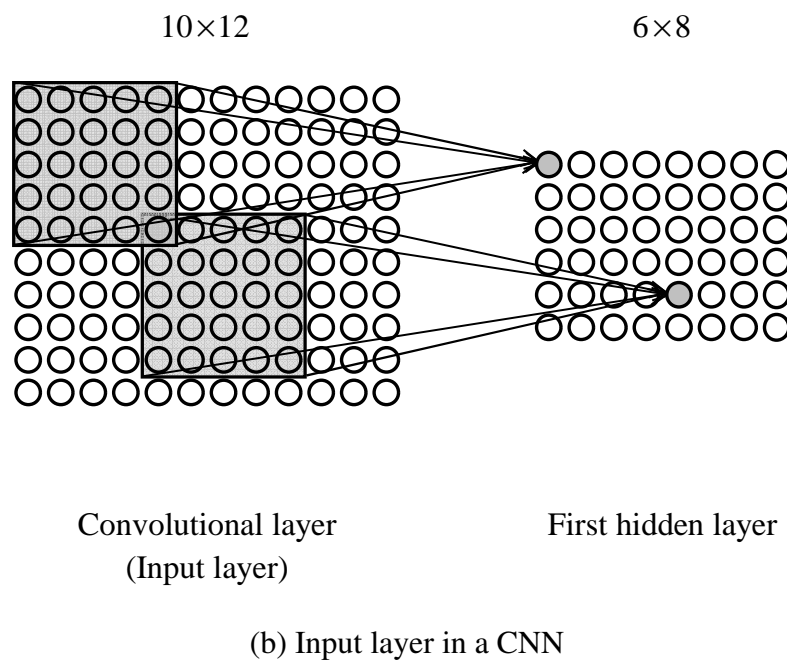 10×12
6×8
Convolutional layer
(Input layer)
First hidden layer
(b) Input layer in a CNN